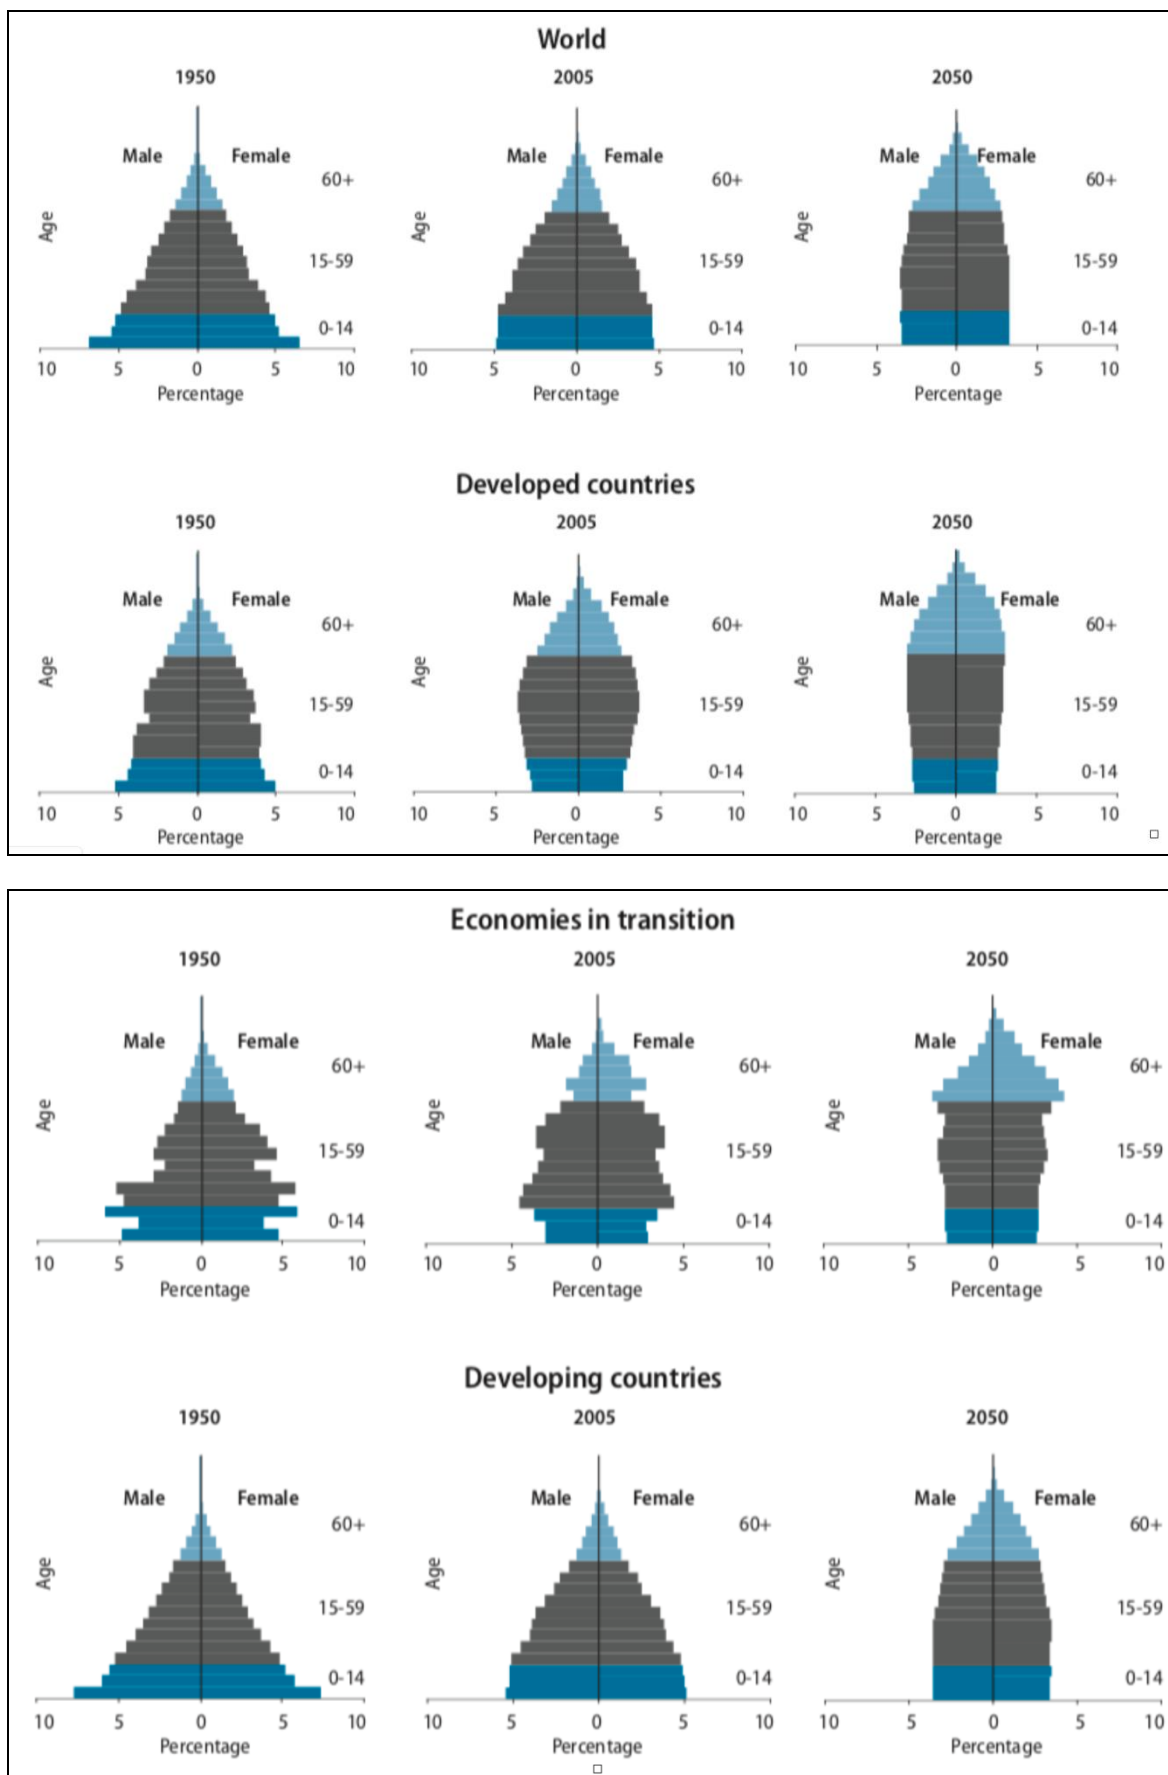 World
1950 2005 2050
Male Female Male Female Male Female
60+ 60+ 60+
Age Age Age
15-59 15-59 15-59
0-14 0-14 0-14
10 5 0 5 10 10 5 0 5 10 10 5 0 5 10
Percentage Percentage Percentage
Developed countries
1950 2005 2050
Male Female Male Female Male Female
60+ 60+ 60+
Age Age Age
15-59 15-59 15-59
0-14 0-14 0-14
10 5 0 5 10 10 5 0 5 10 10 5 0 5 10
Percentage Percentage Percentage
Economies in transition
1950 2005 2050
Male Female Male Female Male Female
60+ 60+ 60+
Age Age Age
15-59 15-59 15-59
0-14 0-14 0-14
10 5 0 5 10 10 5 0 5 10 10 5 0 5 10
Percentage Percentage Percentage
Developing countries
1950 2005 2050
Male Female Male Female Male Female
60+ 60+ 60+
Age Age Age
15-59 15-59 15-59
0-14 0-14 0-14
10 5 0 5 10 10 5 0 5 10 10 5 0 5 10
Percentage Percentage Percentage